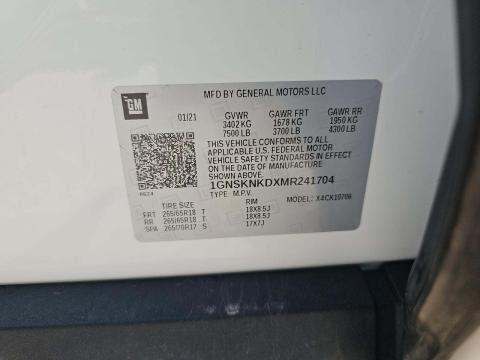 GM
MFD BY GENERAL MOTORS LLC
01/21 GVWR GAWR FRT GAWR RR
3402 KG 1678 KG 1950 KG
7500 LB 3700 LB 4300 LB
THIS VEHICLE CONFORMS TO ALL
APPLICABLE U.S. FEDERAL MOTOR
VEHICLE SAFETY STANDARDS IN EFFECT
ON THE DATE OF MANUFACTURE SHOWN ABOVE.
1GNSKNKDXMR241704
TYPE: M.P.V. MODEL: X4CK10706
TIRE SIZE RIM
FRT 265/65R18 T 18X8.5J
RR 265/65R18 T 18X8.5J
SPA 265/70R17 S 17X7J